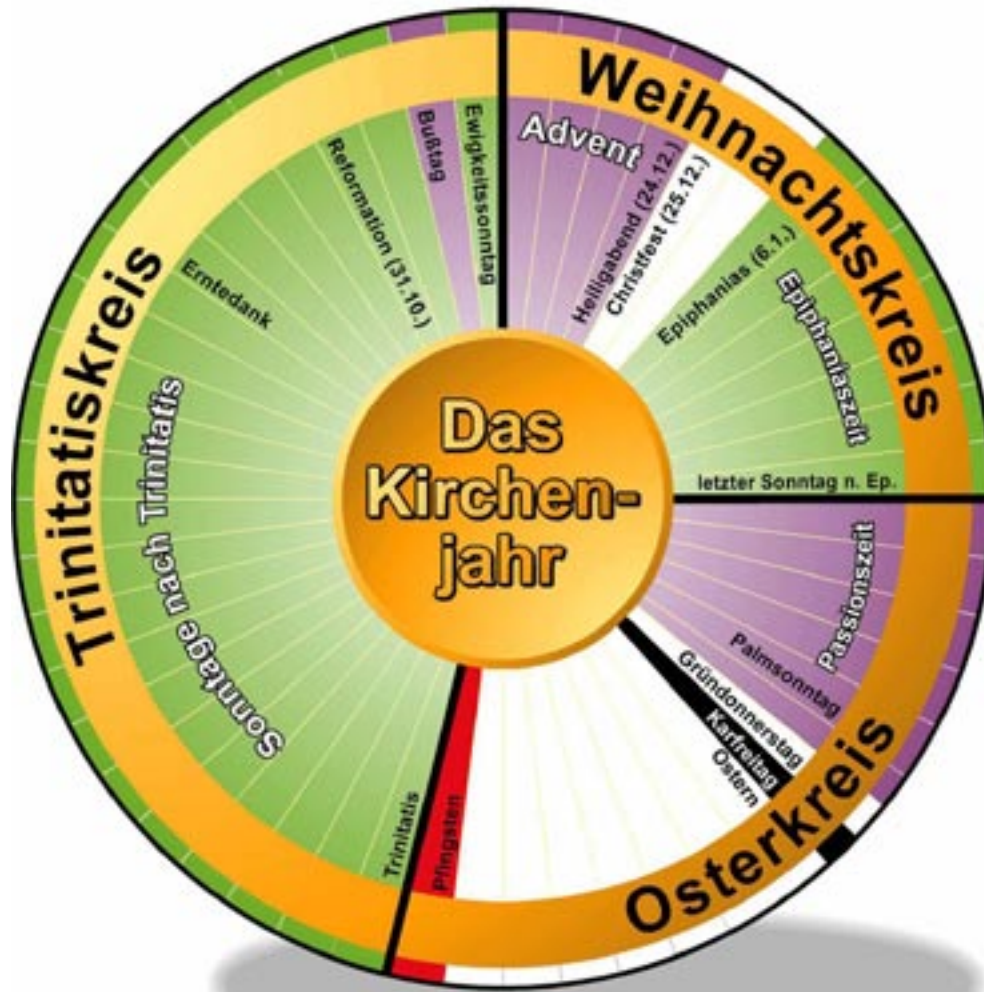 Das
Kirchen-
jahr
Weihnachtskreis
Advent
Heiligabend (24.12.)
Christfest (25.12.)
Epiphanias (6.1.)
Epiphaniaszeit
letzter Sonntag n. Ep.
Osterkreis
Passionszeit
Palmsonntag
Gründonnerstag
Karfreitag
Ostern
Pfingsten
Trinitatiskreis
Trinitatis
Sonntage nach Trinitatis
Erntedank
Reformation (31.10.)
Bußtag
Ewigkeitssonntag